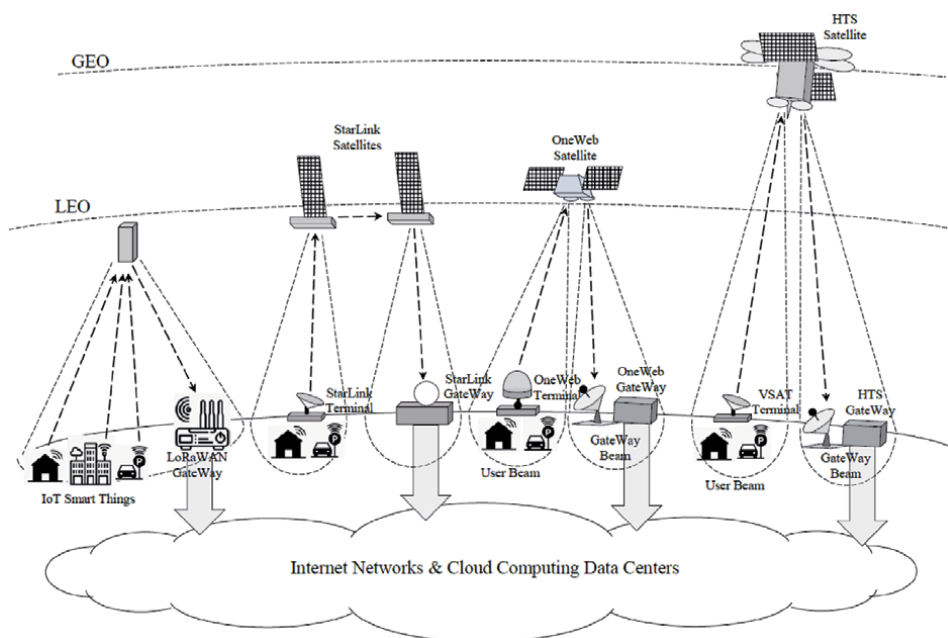 HTS
Satellite
GEO
StarLink
Satellites
OneWeb
Satellite
LEO
StarLink
Terminal
StarLink
GateWay
OneWeb
Terminal
OneWeb
GateWay
VSAT
Terminal
HTS
GateWay
LoRaWAN
GateWay
GateWay
Beam
GateWay
Beam
IoT Smart Things
User Beam
User Beam
P
P
P
P
Internet Networks & Cloud Computing Data Centers